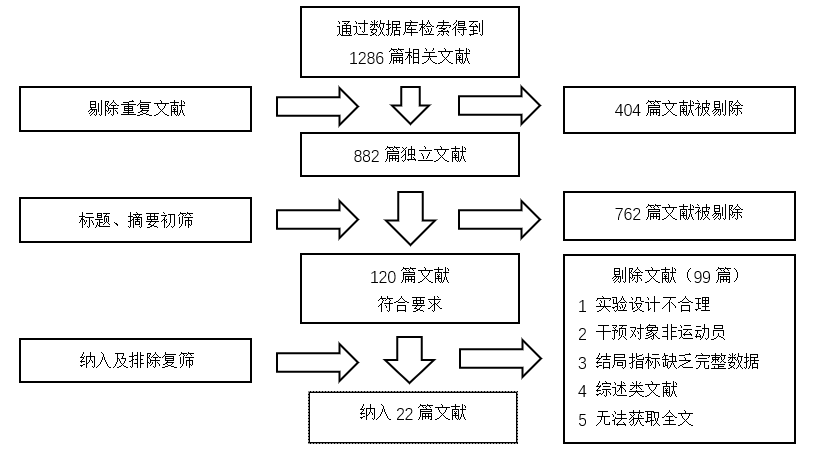 通过数据库检索得到
1286 篇相关文献
剔除重复文献
404 篇文献被剔除
882 篇独立文献
标题、摘要初筛
762 篇文献被剔除
120 篇文献
符合要求
剔除文献（99 篇）
1 实验设计不合理
2 干预对象非运动员
3 结局指标缺乏完整数据
4 综述类文献
5 无法获取全文
纳入及排除复筛
纳入 22 篇文献